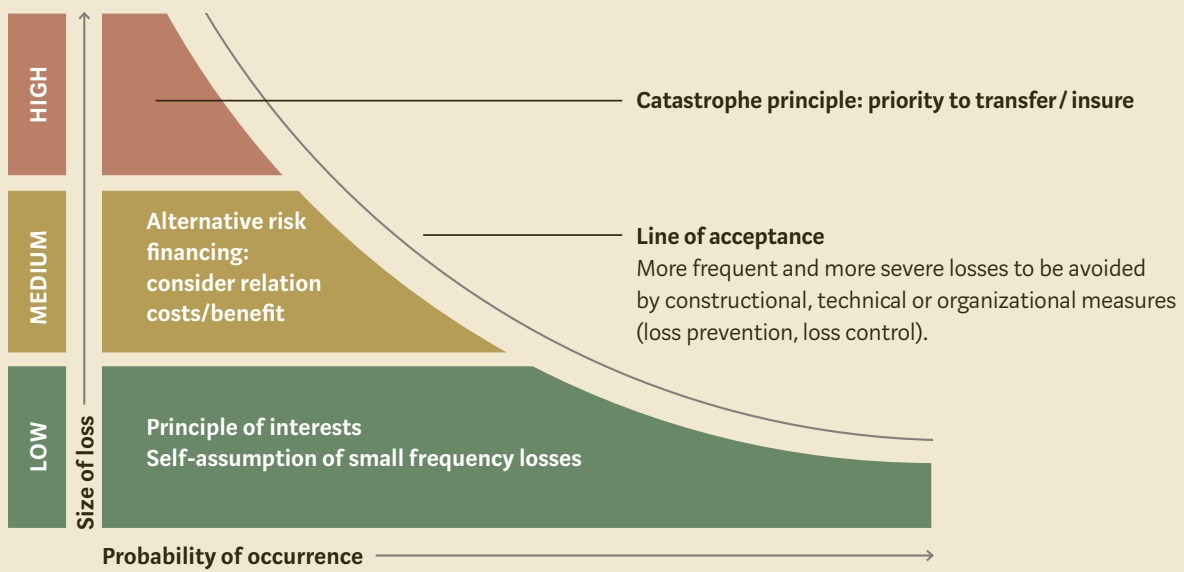 HIGH
Catastrophe principle: priority to transfer / insure
MEDIUM
Alternative risk
financing:
consider relation
costs/benefit
Line of acceptance
More frequent and more severe losses to be avoided
by constructional, technical or organizational measures
(loss prevention, loss control).
LOW
Size of loss
Principle of interests
Self-assumption of small frequency losses
Probability of occurrence